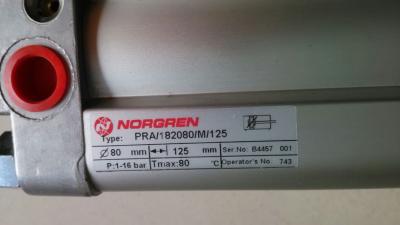 NORGREN
Type: PRA/182080/M/125
Ø 80 mm 125 mm Ser.No: B4457 001
P:1-16 bar Tmax:80 °C Operator's No. 743